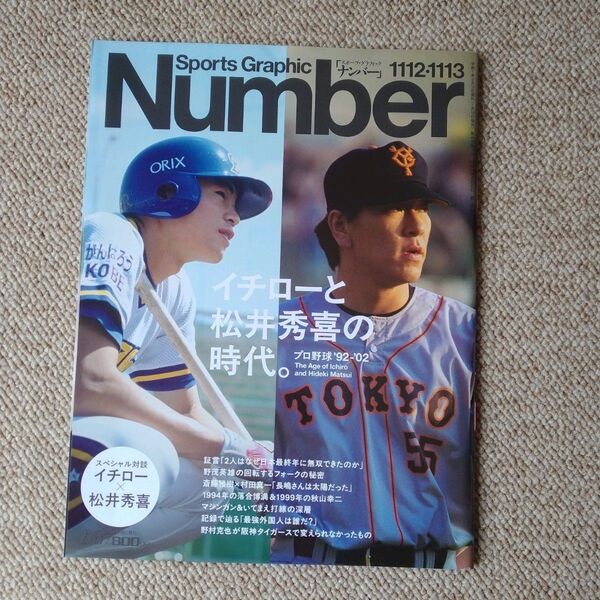 Sports Graphic
Number
スポーツ・グラフィック
「ナンバー」
1112・1113
ORIX
がんばろう
KOBE
イチローと
松井秀喜の
時代。
プロ野球 '92-'02
The Age of Ichiro
and Hideki Matsui
TOKYO
55
スペシャル対談
イチロー
×
松井秀喜
証言「2人はなぜ日本最終年に無双できたのか」
野茂英雄の回転するフォークの秘密
斎藤雅樹×村田真一「長嶋さんは太陽だった」
1994年の落合博満&1999年の秋山幸二
マシンガン&いてまえ打線の深層
記録で辿る「最強外国人は誰だ?」
野村克也が阪神タイガースで変えられなかったもの
800